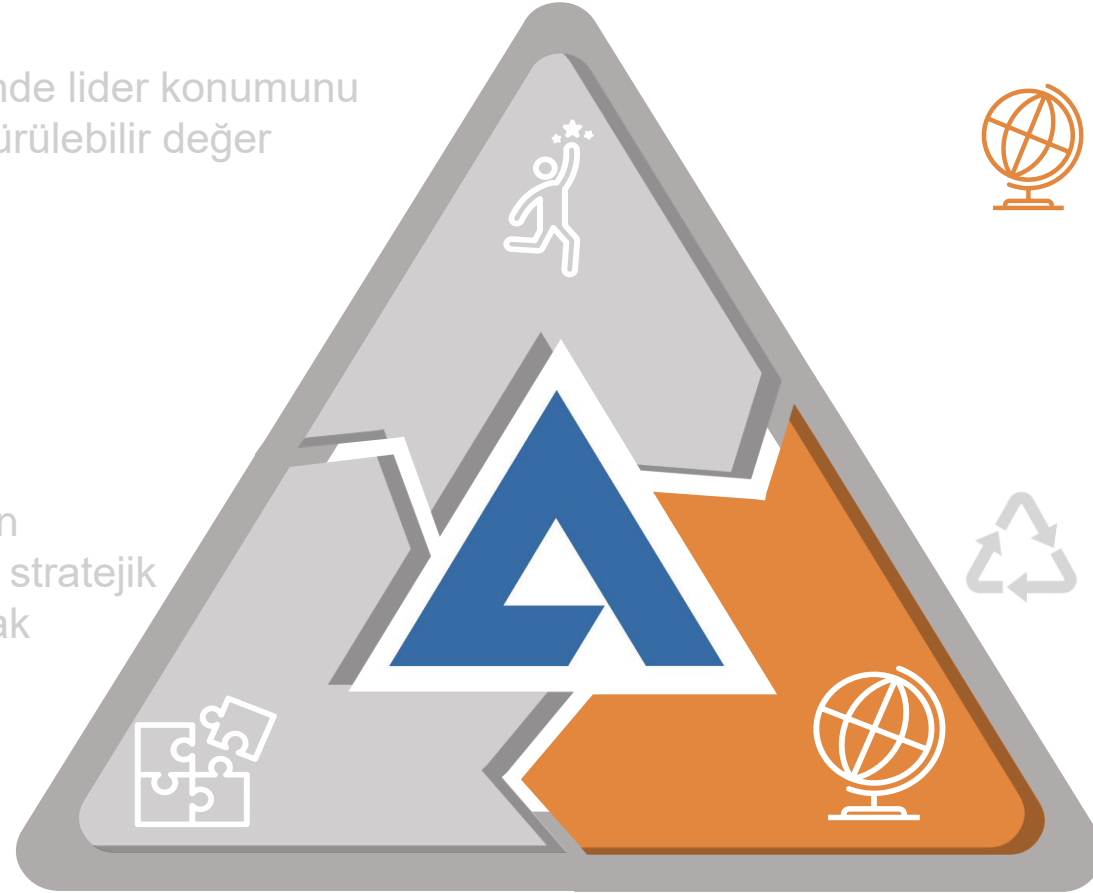 nde lider konumunu
ürülebilir değer
n
stratejik
ak